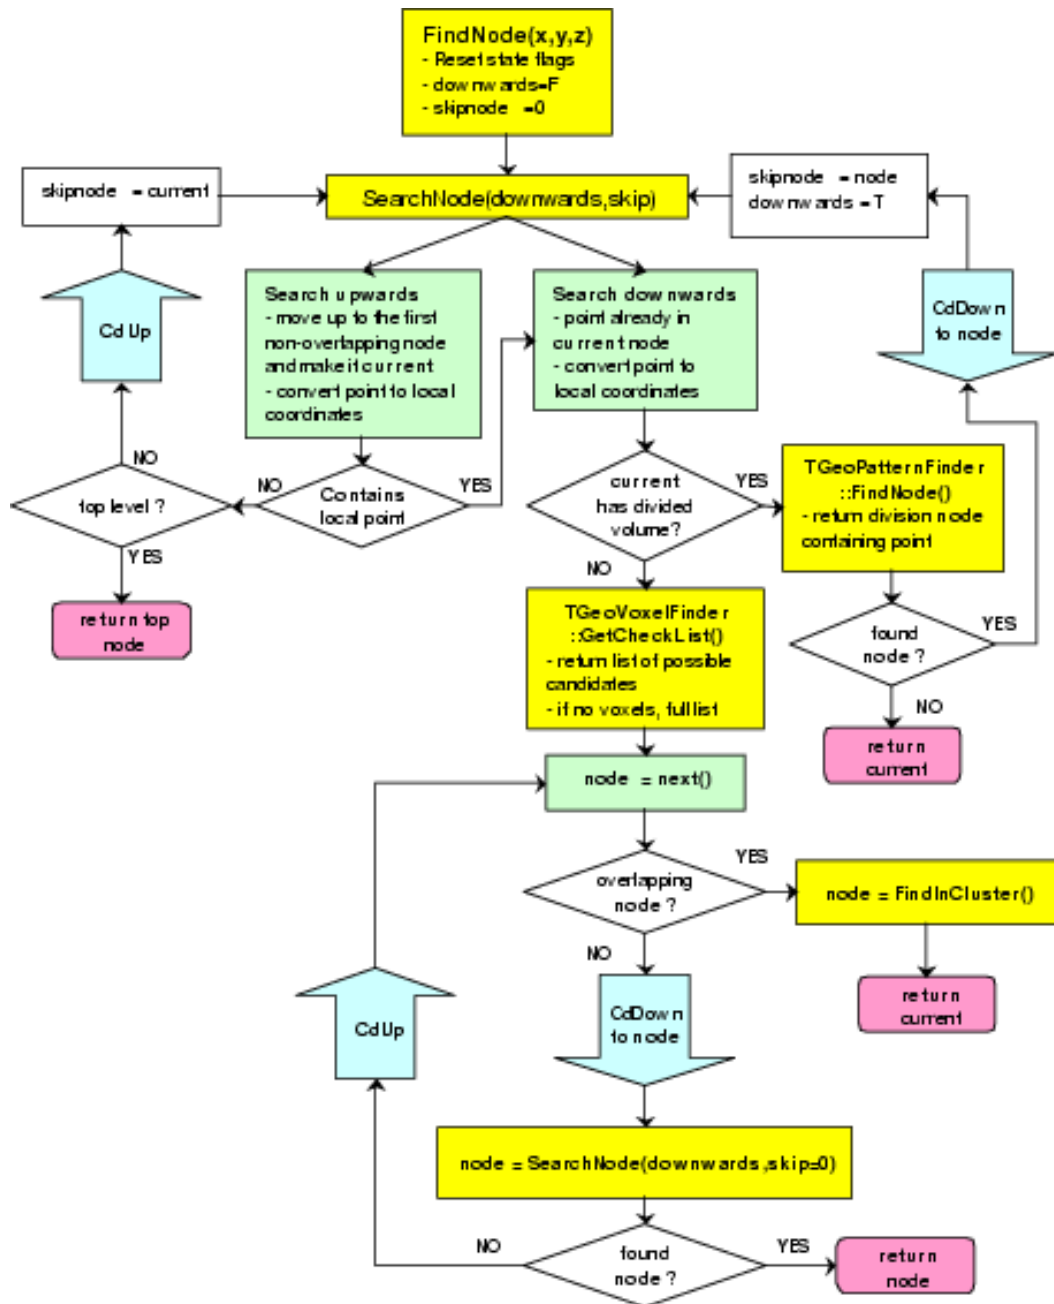 FindNode(x,y,z)
- Reset state flags
- downwards=F
- skipnode =0
skipnode = current
SearchNode(downwards,skip)
skipnode = node
downwards = T
Search upwards
- move up to the first
non-overlapping node
and make it current
- convert point to local
coordinates
Search downwards
- point already in
current node
- convert point to
local coordinates
Cd Up
CdDown
to node
NO
top level ?
YES
NO
Contains
local point
YES
current
has divided
volume?
YES
NO
TGeoPatternFinder
::FindNode()
- return division node
containing point
return top
node
TGeoVoxelFinder
::GetCheckList()
- return list of possible
candidates
- if no voxels, full list
found
node ?
YES
NO
return
current
node = next()
overlapping
node ?
YES
NO
node = FindInCluster()
return
current
CdUp
CdDown
to node
node = SearchNode(downwards,skip=0)
NO
found
node ?
YES
return
node